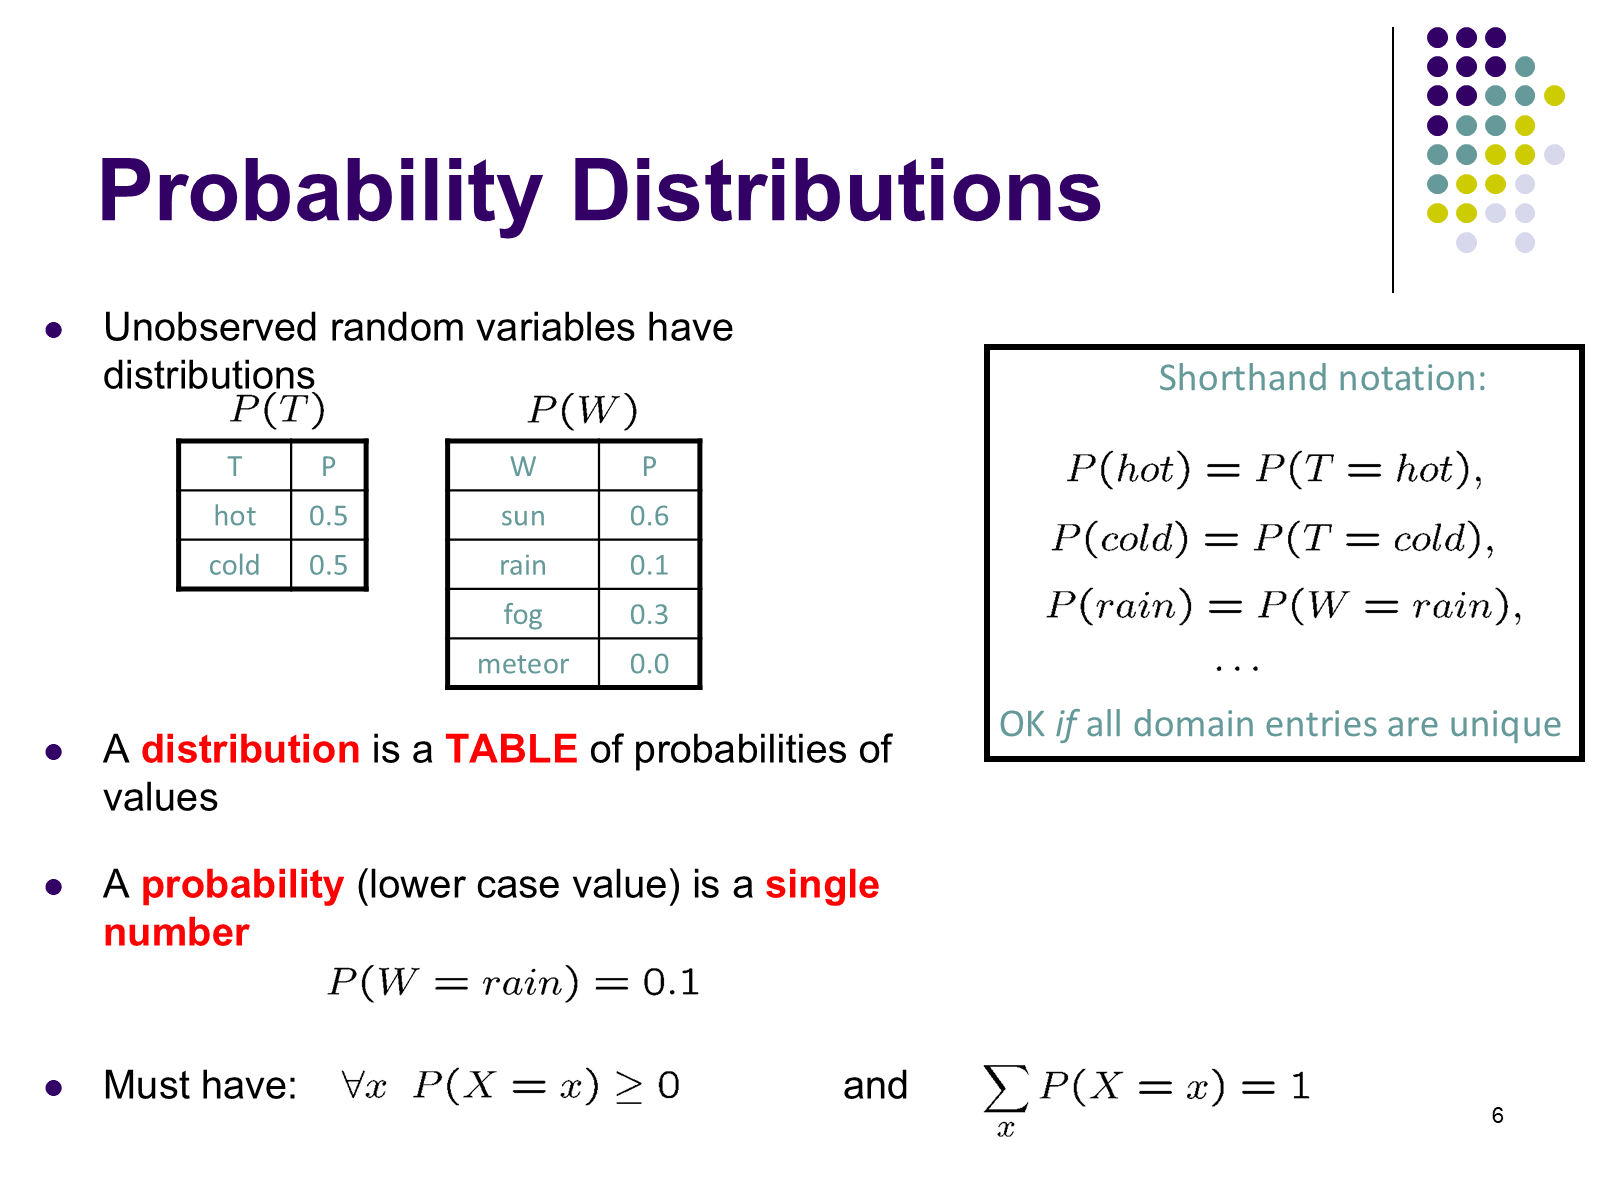 Probability Distributions
Unobserved random variables have
distributions
P(T)
T P
hot 0.5
cold 0.5
P(W)
W P
sun 0.6
rain 0.1
fog 0.3
meteor 0.0
Shorthand notation:
P(hot) = P(T = hot),
P(cold) = P(T = cold),
P(rain) = P(W = rain),
...
OK if all domain entries are unique
A distribution is a TABLE of probabilities of
values
A probability (lower case value) is a single
number
P(W = rain) = 0.1
Must have: ∀x P(X = x) ≥ 0 and ∑ₓ P(X = x) = 1
6